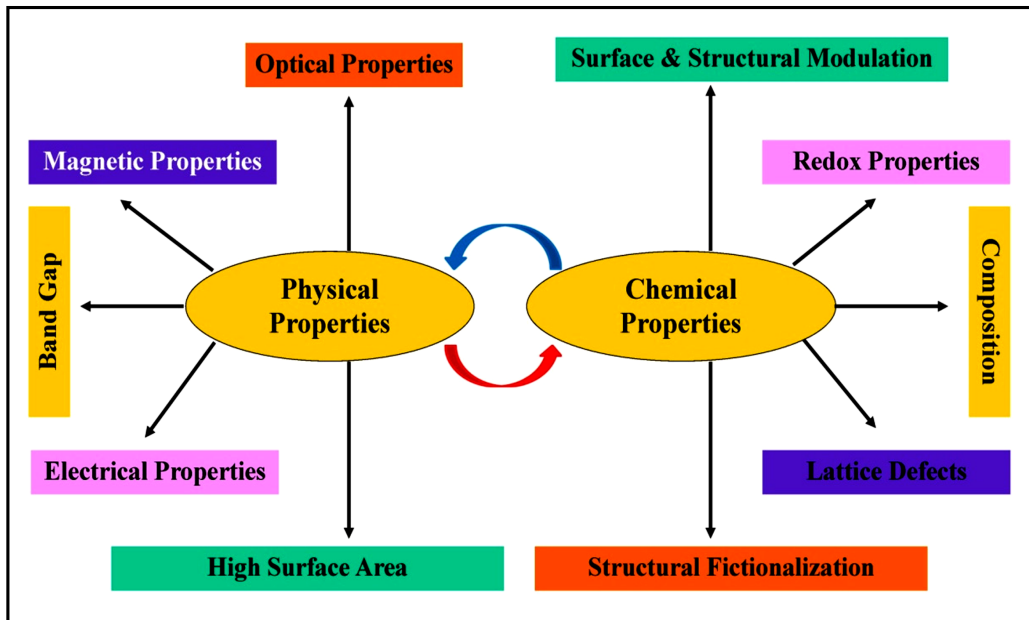 Optical Properties
Surface & Structural Modulation
Magnetic Properties
Redox Properties
Band Gap
Physical
Properties
Chemical
Properties
Composition
Electrical Properties
Lattice Defects
High Surface Area
Structural Fictionalization